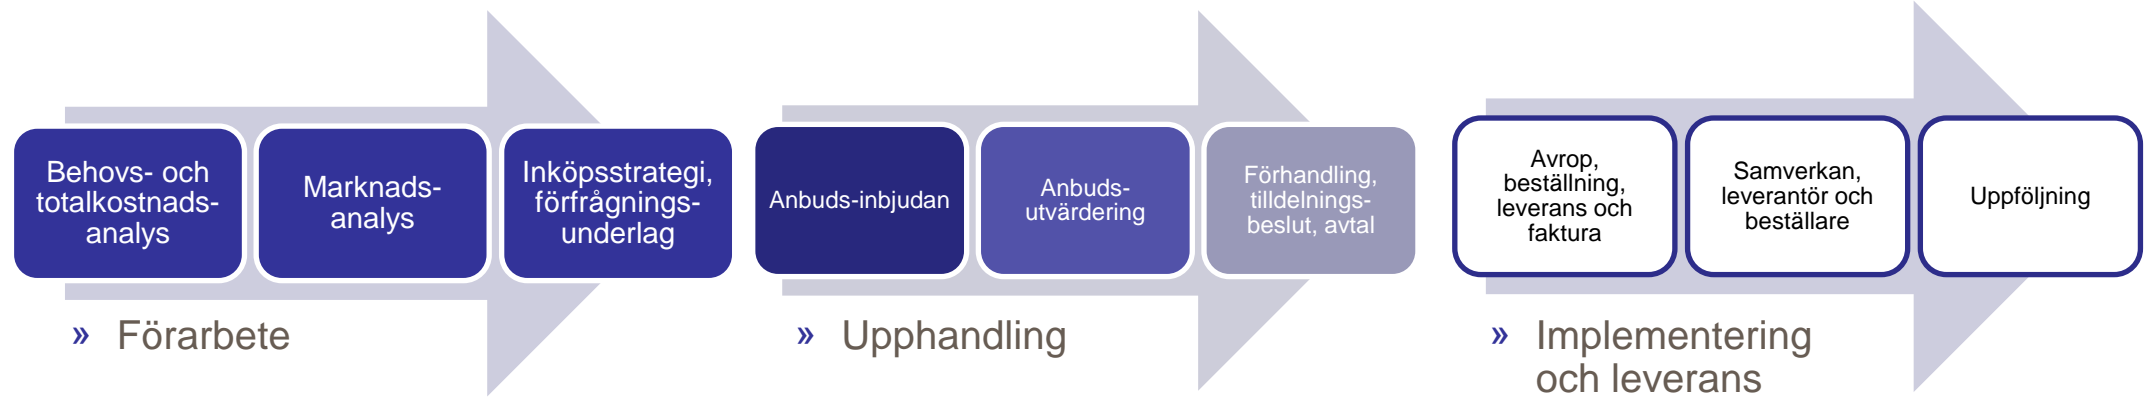 Behovs- och
totalkostnads-
analys
Marknads-
analys
Inköpsstrategi,
förfrågnings-
underlag
» Förarbete
Anbuds-inbjudan
Anbuds-
utvärdering
Förhandling,
tilldelnings-
beslut, avtal
» Upphandling
Avrop,
beställning,
leverans och
faktura
Samverkan,
leverantör och
beställare
Uppföljning
» Implementering
och leverans